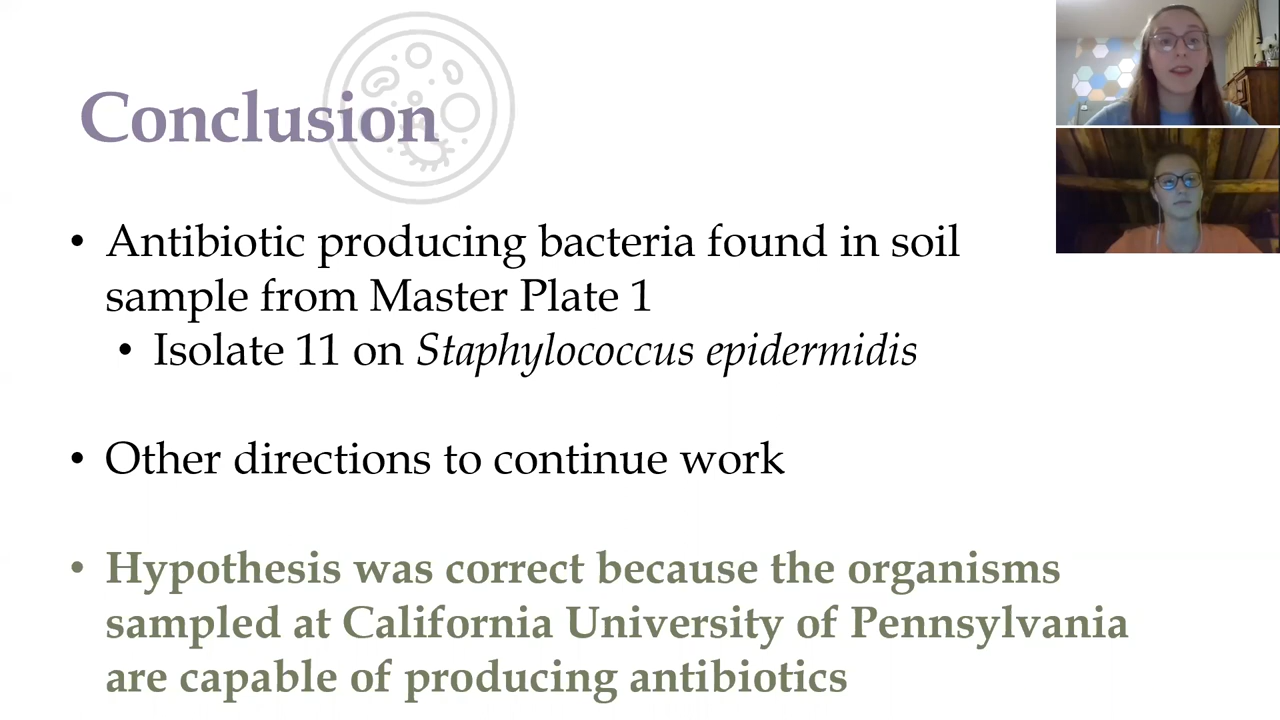 Conclusion
• Antibiotic producing bacteria found in soil
sample from Master Plate 1
• Isolate 11 on Staphylococcus epidermidis
• Other directions to continue work
• Hypothesis was correct because the organisms
sampled at California University of Pennsylvania
are capable of producing antibiotics